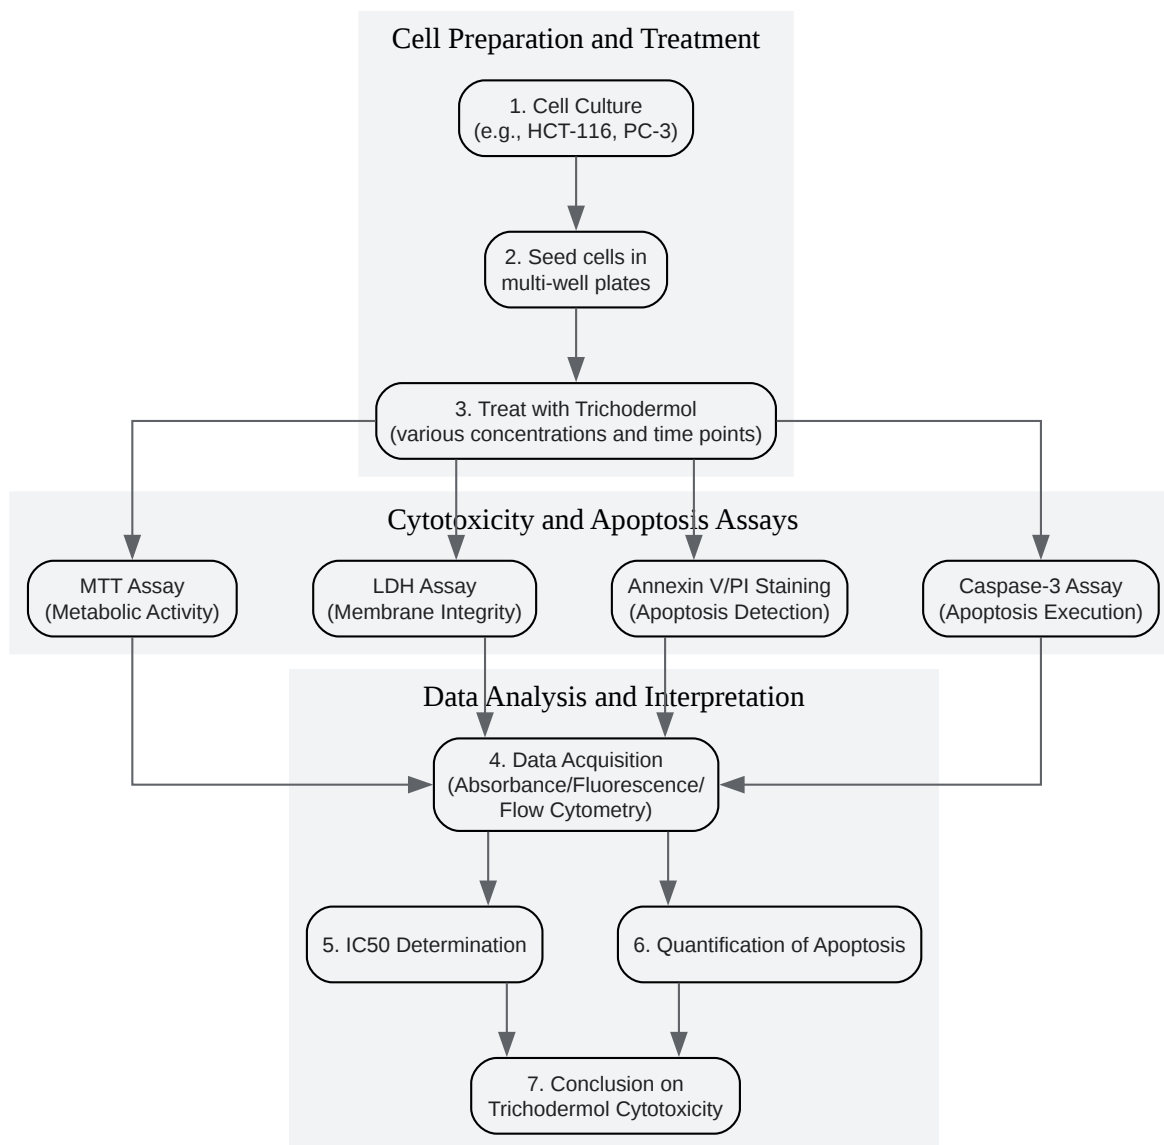 Cell Preparation and Treatment
1. Cell Culture
(e.g., HCT-116, PC-3)
2. Seed cells in
multi-well plates
3. Treat with Trichodermol
(various concentrations and time points)
Cytotoxicity and Apoptosis Assays
MTT Assay
(Metabolic Activity)
LDH Assay
(Membrane Integrity)
Annexin V/PI Staining
(Apoptosis Detection)
Caspase-3 Assay
(Apoptosis Execution)
Data Analysis and Interpretation
4. Data Acquisition
(Absorbance/Fluorescence/
Flow Cytometry)
5. IC50 Determination
6. Quantification of Apoptosis
7. Conclusion on
Trichodermol Cytotoxicity